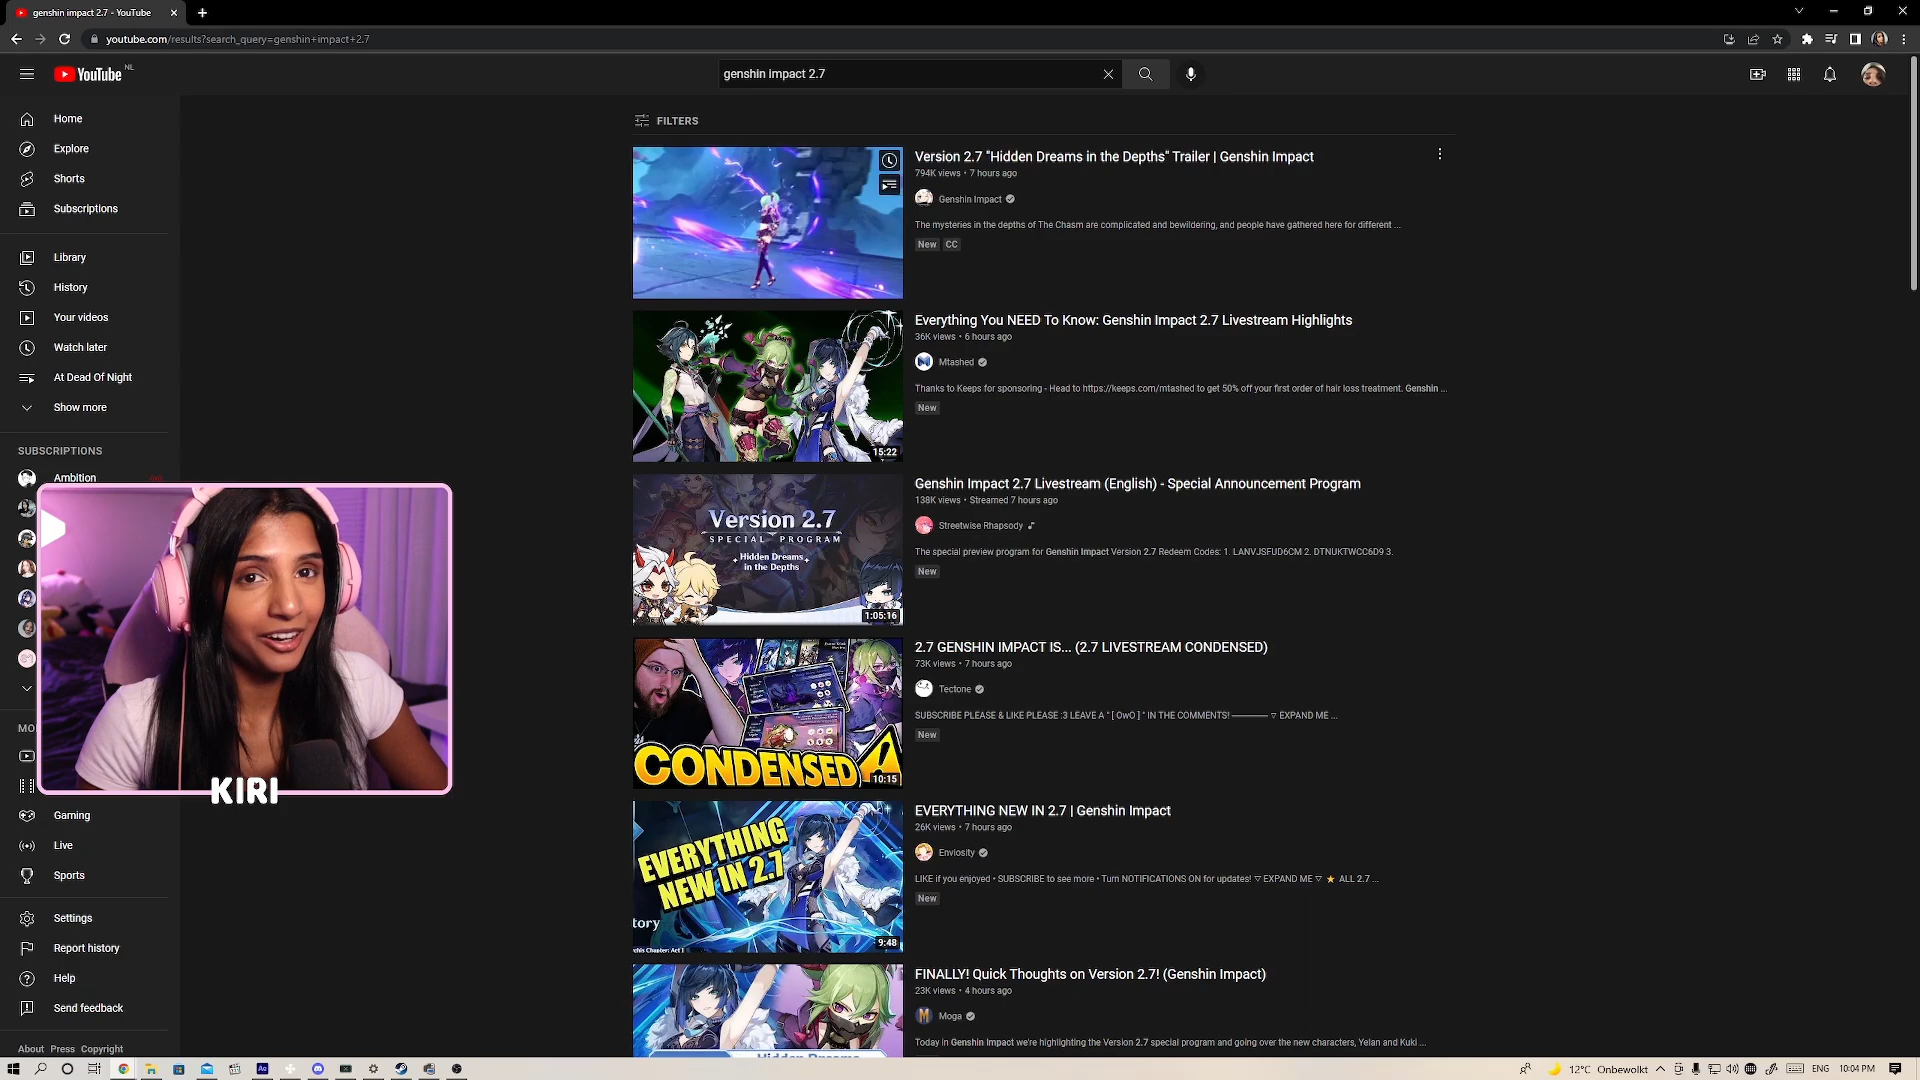 genshin impact 2.7 - YouTube
youtube.com/results?search_query=genshin+impact+2.7
YouTube NL
genshin impact 2.7
Home
Explore
Shorts
Subscriptions
Library
History
Your videos
Watch later
At Dead Of Night
Show more
SUBSCRIPTIONS
Ambition
MO
Gaming
Live
Sports
Settings
Report history
Help
Send feedback
About Press Copyright
KIRI
FILTERS
Version 2.7 "Hidden Dreams in the Depths" Trailer | Genshin Impact
794K views • 7 hours ago
Genshin Impact
The mysteries in the depths of The Chasm are complicated and bewildering, and people have gathered here for different ...
New CC
15:22
Everything You NEED To Know: Genshin Impact 2.7 Livestream Highlights
36K views • 6 hours ago
Mtashed
Thanks to Keeps for sponsoring - Head to https://keeps.com/mtashed to get 50% off your first order of hair loss treatment. Genshin ...
New
Version 2.7
SPECIAL PROGRAM
Hidden Dreams
in the Depths
1:05:16
Genshin Impact 2.7 Livestream (English) - Special Announcement Program
138K views • Streamed 7 hours ago
Streetwise Rhapsody
The special preview program for Genshin Impact Version 2.7 Redeem Codes: 1. LANVJSFUD6CM 2. DTNUKTWCC6D9 3.
New
CONDENSED
10:15
2.7 GENSHIN IMPACT IS... (2.7 LIVESTREAM CONDENSED)
73K views • 7 hours ago
Tectone
SUBSCRIBE PLEASE & LIKE PLEASE :3 LEAVE A " [ OwO ] " IN THE COMMENTS! ———— ▽ EXPAND ME ...
New
EVERYTHING
NEW IN 2.7
tory
9:48
EVERYTHING NEW IN 2.7 | Genshin Impact
26K views • 7 hours ago
Enviosity
LIKE if you enjoyed • SUBSCRIBE to see more • Turn NOTIFICATIONS ON for updates! ▽ EXPAND ME ▽ ★ ALL 2.7 ...
New
Hidden Dreams
FINALLY! Quick Thoughts on Version 2.7! (Genshin Impact)
23K views • 4 hours ago
Moga
Today in Genshin Impact we're highlighting the Version 2.7 special program and going over the new characters, Yelan and Kuki ...
Ae
12°C Onbewolkt
ENG
10:04 PM